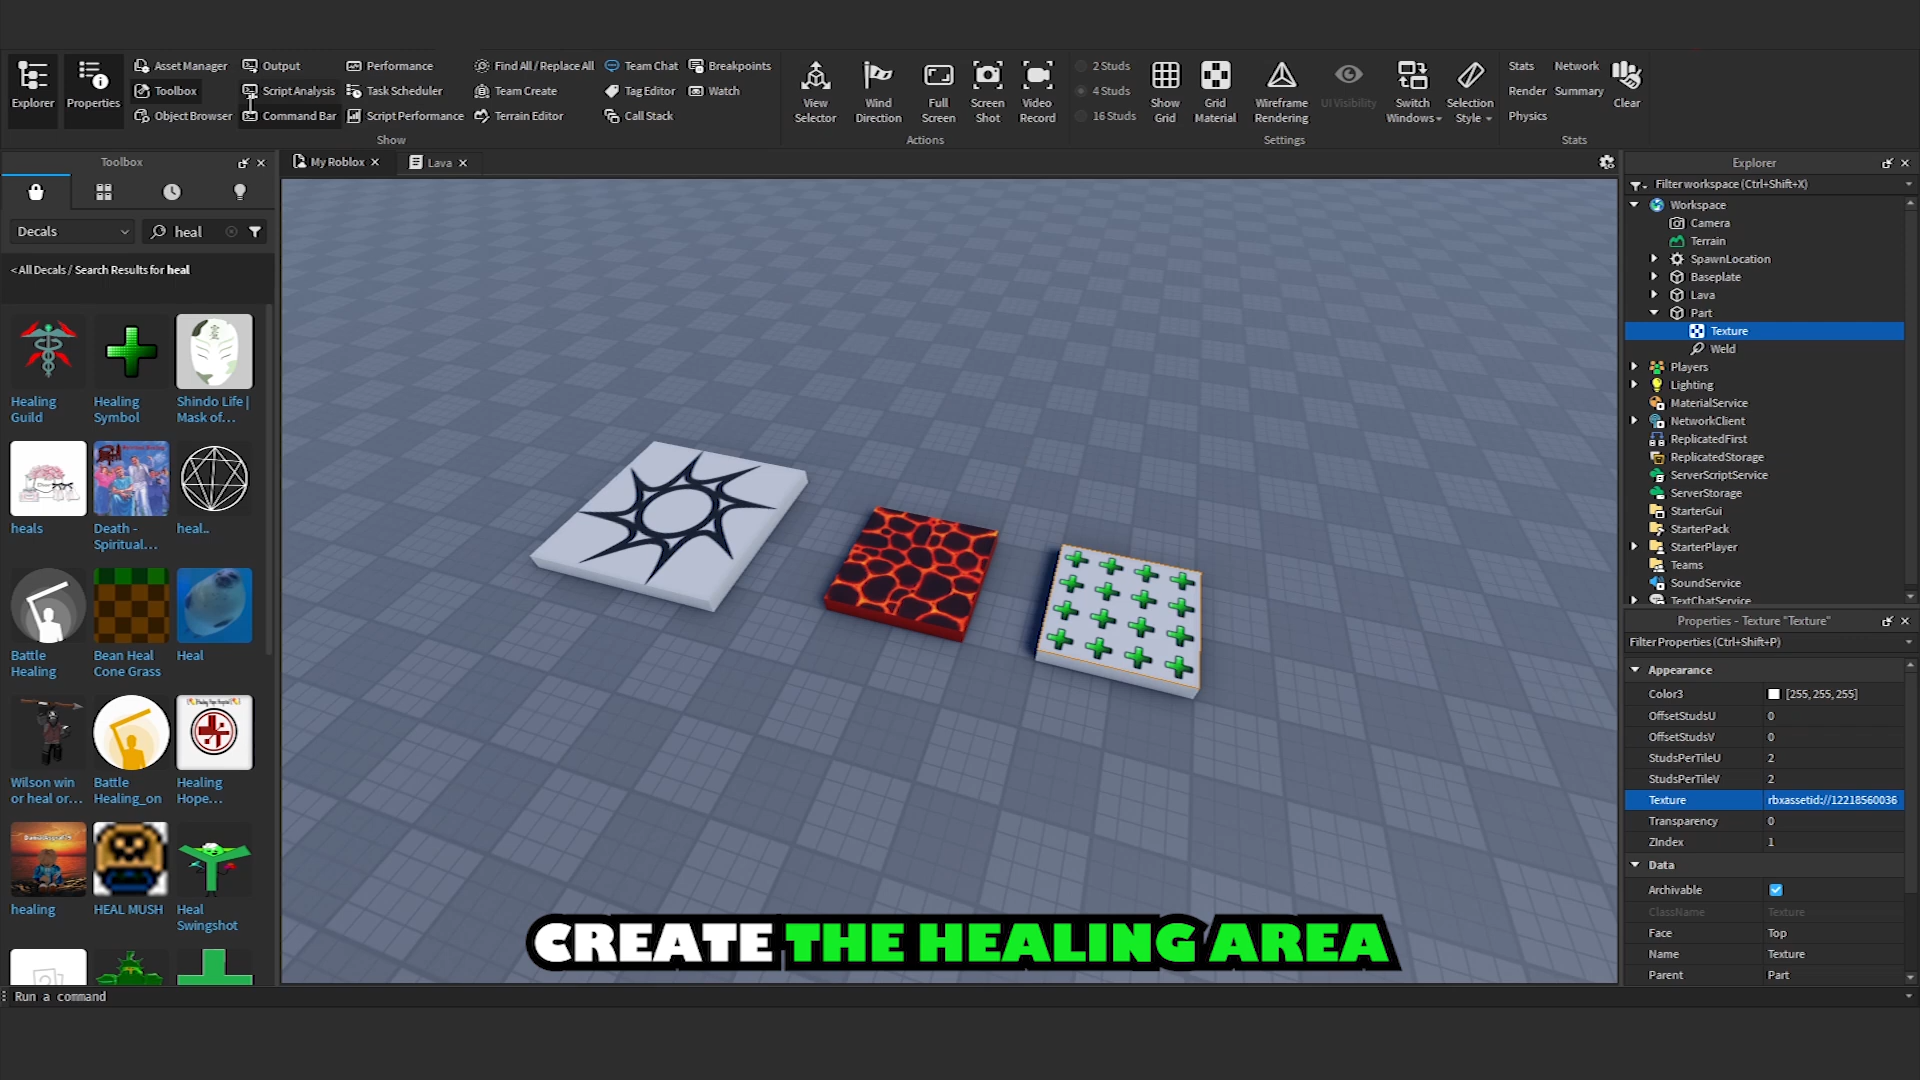 Explorer
Properties
Asset Manager
Toolbox
Object Browser
Output
Script Analysis
Command Bar
Performance
Task Scheduler
Script Performance
Find All / Replace All
Team Create
Terrain Editor
Team Chat
Tag Editor
Call Stack
Breakpoints
Watch
Show
View
Selector
Wind
Direction
Full
Screen
Screen
Shot
Video
Record
Actions
2 Studs
4 Studs
16 Studs
Show
Grid
Grid
Material
Wireframe
Rendering
UI Visibility
Switch
Windows
Selection
Style
Settings
Stats
Render
Physics
Network
Summary
Clear
Stats
Toolbox
Decals
heal
< All Decals / Search Results for heal
Healing
Guild
Healing
Symbol
Shindo Life |
Mask of...
heals
Death -
Spiritual...
heal..
Battle
Healing
Bean Heal
Cone Grass
Heal
Wilson win
or heal or...
Battle
Healing_on
Healing
Hope...
healing
HEAL MUSH
Heal
Swingshot
My Roblox
Lava
CREATE THE HEALING AREA
Explorer
Filter workspace (Ctrl+Shift+X)
Workspace
Camera
Terrain
SpawnLocation
Baseplate
Lava
Part
Texture
Weld
Players
Lighting
MaterialService
NetworkClient
ReplicatedFirst
ReplicatedStorage
ServerScriptService
ServerStorage
StarterGui
StarterPack
StarterPlayer
Teams
SoundService
TextChatService
Properties - Texture "Texture"
Filter Properties (Ctrl+Shift+P)
Appearance
Color3 [255, 255, 255]
OffsetStudsU 0
OffsetStudsV 0
StudsPerTileU 2
StudsPerTileV 2
Texture rbxassetid://12218560036
Transparency 0
ZIndex 1
Data
Archivable
ClassName Texture
Face Top
Name Texture
Parent Part
Run a command